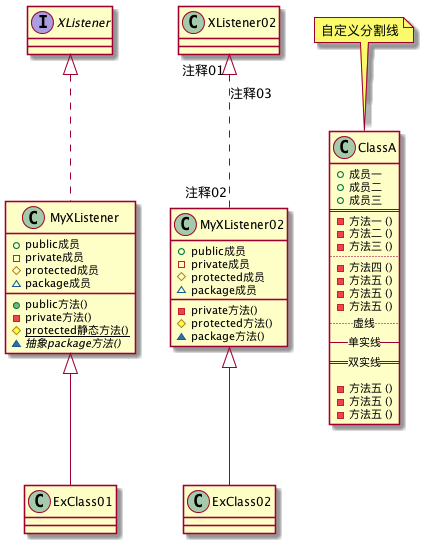 I XListener
C XListener02
自定义分割线
注释01
注释03
注释02
C ClassA
成员一
成员二
成员三
方法一 ()
方法二 ()
方法三 ()
方法四 ()
方法五 ()
方法五 ()
方法五 ()
虚线
单实线
双实线
方法五 ()
方法五 ()
方法五 ()
C MyXListener
public成员
private成员
protected成员
package成员
public方法()
private方法()
protected静态方法()
抽象package方法()
C MyXListener02
public成员
private成员
protected成员
package成员
private方法()
protected方法()
package方法()
C ExClass01
C ExClass02